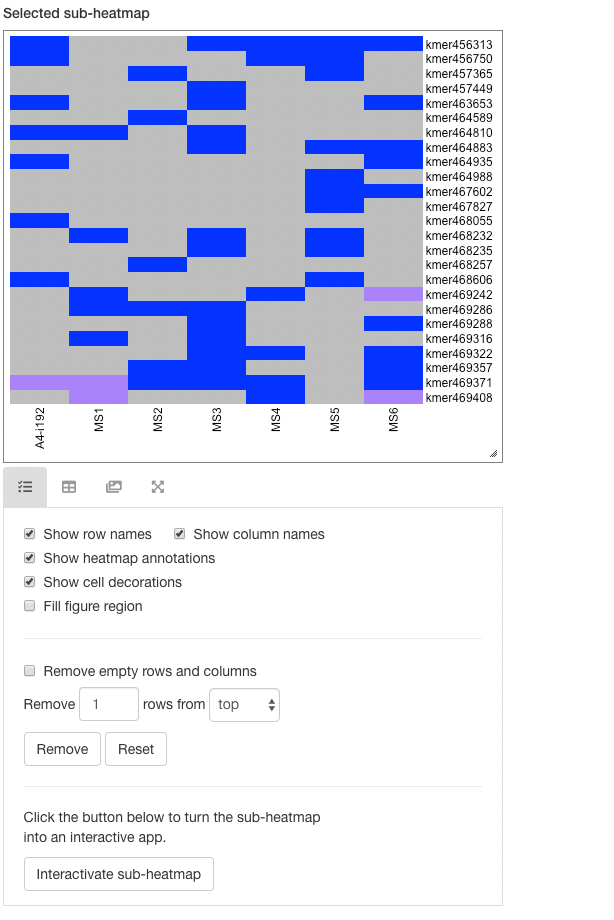 Selected sub-heatmap
kmer456313
kmer456750
kmer457365
kmer457449
kmer463653
kmer464589
kmer464810
kmer464883
kmer464935
kmer464988
kmer467602
kmer467827
kmer468055
kmer468232
kmer468235
kmer468257
kmer468606
kmer469242
kmer469286
kmer469288
kmer469316
kmer469322
kmer469357
kmer469371
kmer469408
A4-i192 MS1 MS2 MS3 MS4 MS5 MS6
Show row names Show column names
Show heatmap annotations
Show cell decorations
Fill figure region
Remove empty rows and columns
Remove 1 rows from top
Remove Reset
Click the button below to turn the sub-heatmap
into an interactive app.
Interactivate sub-heatmap